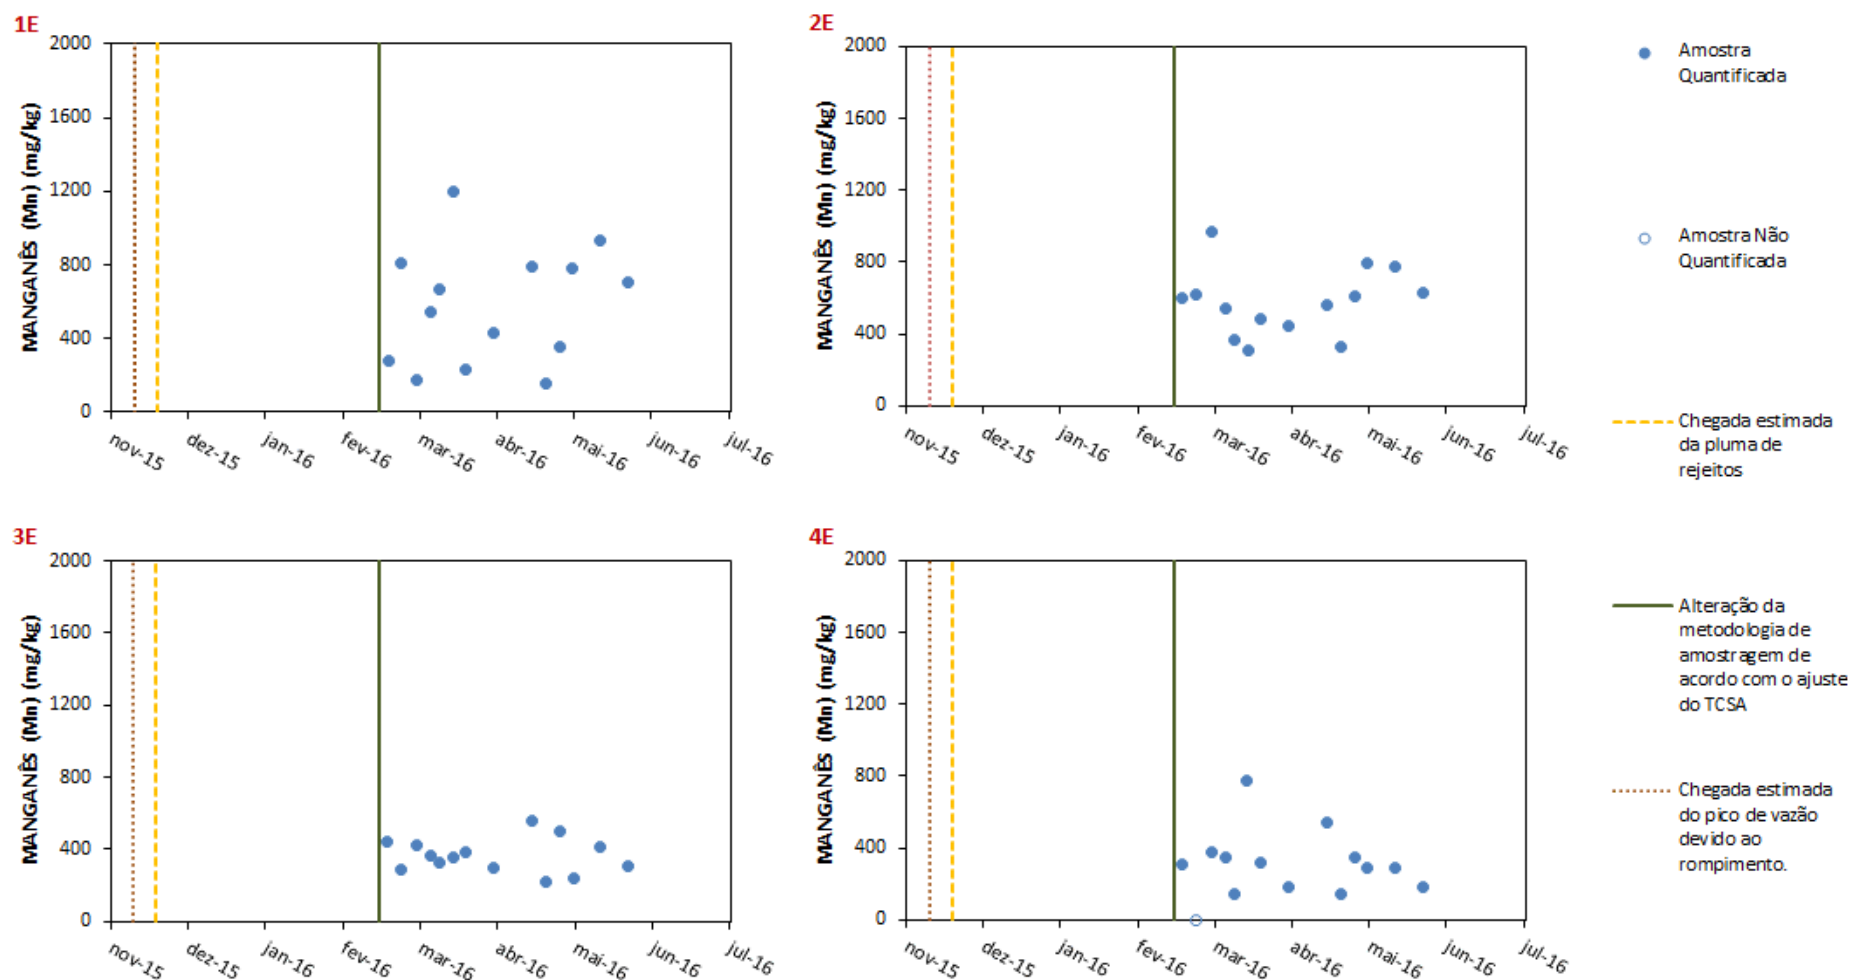 1E
MANGANÊS (Mn) (mg/kg)
2000
1600
1200
800
400
0
nov-15
dez-15
jan-16
fev-16
mar-16
abr-16
mai-16
jun-16
jul-16
2E
MANGANÊS (Mn) (mg/kg)
2000
1600
1200
800
400
0
nov-15
dez-15
jan-16
fev-16
mar-16
abr-16
mai-16
jun-16
jul-16
3E
MANGANÊS (Mn) (mg/kg)
2000
1600
1200
800
400
0
nov-15
dez-15
jan-16
fev-16
mar-16
abr-16
mai-16
jun-16
jul-16
4E
MANGANÊS (Mn) (mg/kg)
2000
1600
1200
800
400
0
nov-15
dez-15
jan-16
fev-16
mar-16
abr-16
mai-16
jun-16
jul-16
Amostra
Quantificada
Amostra Não
Quantificada
Chegada estimada
da pluma de
rejeitos
Alteração da
metodologia de
amostragem de
acordo com o ajuste
do TCSA
Chegada estimada
do pico de vazão
devido ao
rompimento.